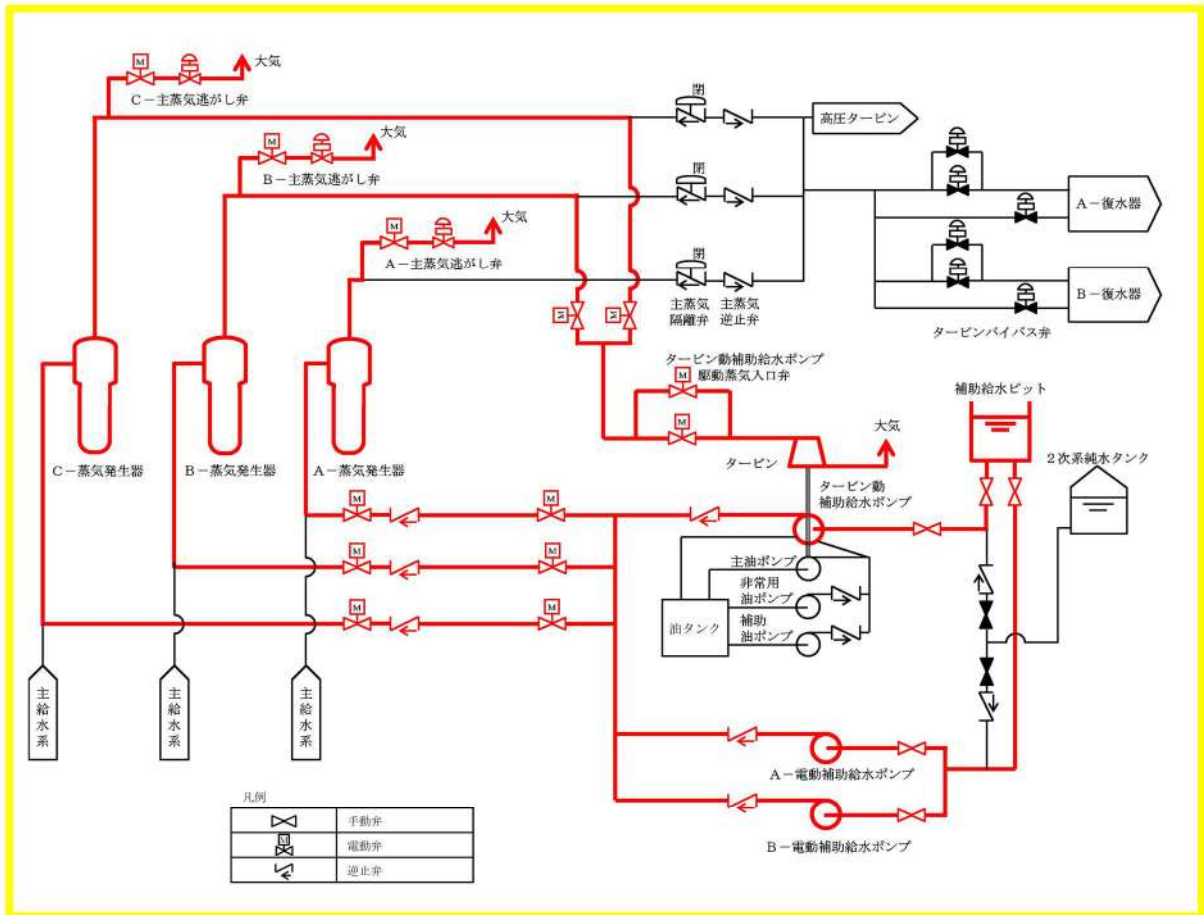 M
大気
C－主蒸気逃がし弁
M
大気
B－主蒸気逃がし弁
M
大気
A－主蒸気逃がし弁
閉
閉
閉
主蒸気
隔離弁
主蒸気
逆止弁
高圧タービン
A－復水器
B－復水器
タービンバイパス弁
M
M
C－蒸気発生器
B－蒸気発生器
A－蒸気発生器
タービン動補助給水ポンプ
駆動蒸気入口弁
M
M
タービン
大気
補助給水ピット
2次系純水タンク
タービン動
補助給水ポンプ
主油ポンプ
非常用
油ポンプ
補助
油ポンプ
油タンク
M
M
M
M
M
M
主給水系
主給水系
主給水系
A－電動補助給水ポンプ
B－電動補助給水ポンプ
凡例
手動弁
M
電動弁
逆止弁